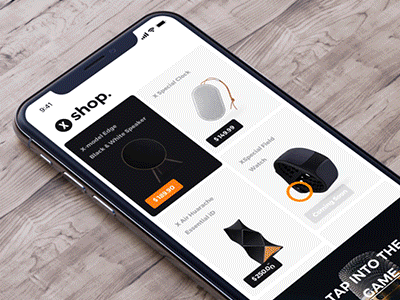 9:41
X shop.
X-model Edge
Black & White Speaker
$189.90
X Special Clock
$149.99
X Air Huarache
Essential ID
$250.00
XSpecial Field
Watch
Coming Soon
TAP INTO THE
GAME